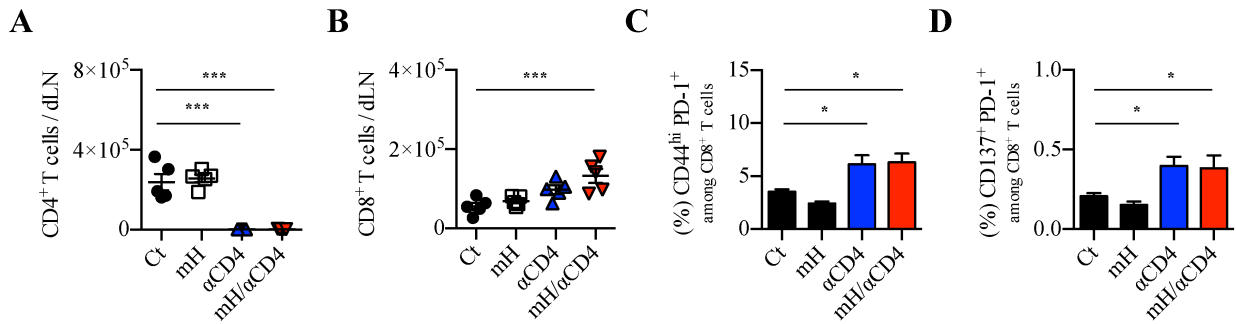 A
CD4⁺ T cells / dLN
8×10⁵
4×10⁵
0
***
***
Ct
mH
αCD4
mH/αCD4
B
CD8⁺ T cells / dLN
4×10⁵
2×10⁵
0
***
Ct
mH
αCD4
mH/αCD4
C
(%) CD44ʰⁱ PD-1⁺
among CD8⁺ T cells
15
10
5
0
*
*
Ct
mH
αCD4
mH/αCD4
D
(%) CD137⁺ PD-1⁺
among CD8⁺ T cells
1.0
0.5
0.0
*
*
Ct
mH
αCD4
mH/αCD4